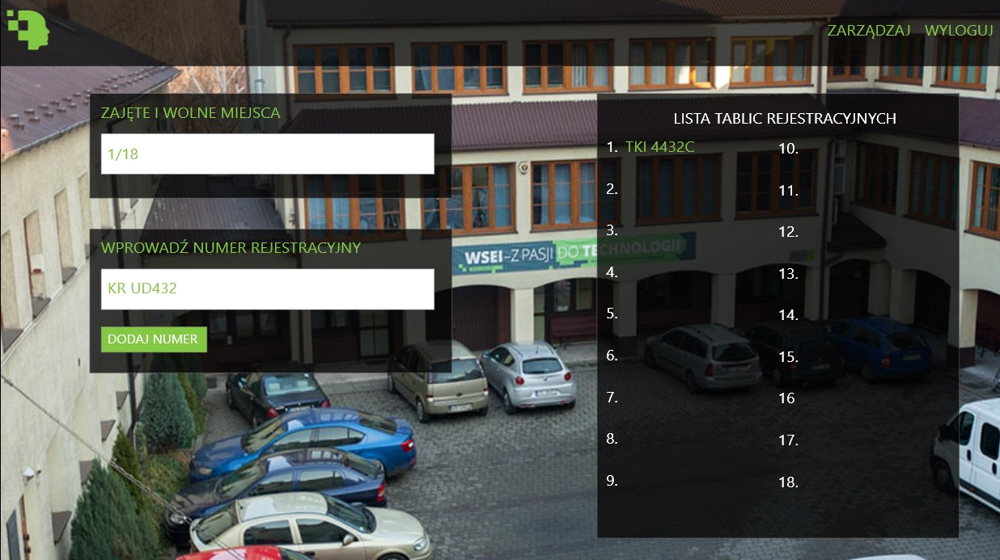 ZARZĄDZAJ WYLOGUJ
ZAJĘTE I WOLNE MIEJSCA
1/18
WPROWADŹ NUMER REJESTRACYJNY
KR UD432
DODAJ NUMER
WSEI–Z PASJI DO TECHNOLOGII
LISTA TABLIC REJESTRACYJNYCH
1. TKI 4432C
2.
3.
4.
5.
6.
7.
8.
9.
10.
11.
12.
13.
14.
15.
16
17.
18.